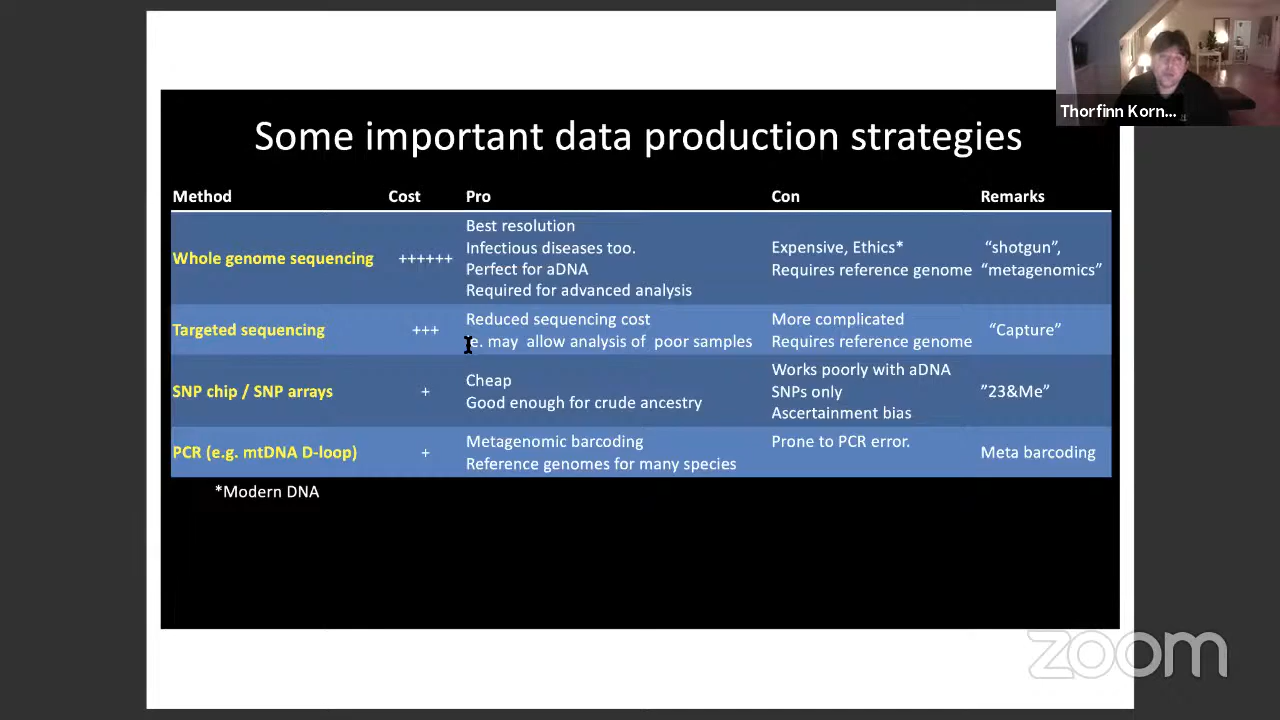 Thorfinn Korn...
Some important data production strategies
Method Cost Pro Con Remarks
Whole genome sequencing ++++++ Best resolution
Infectious diseases too.
Perfect for aDNA
Required for advanced analysis
Expensive, Ethics*
Requires reference genome
“shotgun”,
“metagenomics”
Targeted sequencing +++ Reduced sequencing cost
e. may allow analysis of poor samples
More complicated
Requires reference genome
“Capture”
SNP chip / SNP arrays + Cheap
Good enough for crude ancestry
Works poorly with aDNA
SNPs only
Ascertainment bias
”23&Me”
PCR (e.g. mtDNA D-loop) + Metagenomic barcoding
Reference genomes for many species
Prone to PCR error.
Meta barcoding
*Modern DNA
zoom